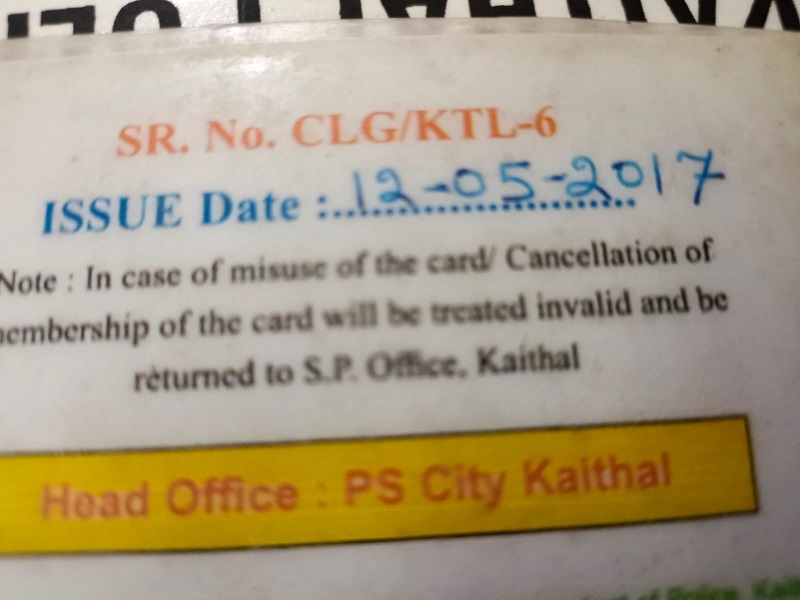 SR. No. CLG/KTL-6
ISSUE Date :..12-05-2017
Note : In case of misuse of the card/ Cancellation of
membership of the card will be treated invalid and be
returned to S.P. Office, Kaithal
Head Office : PS City Kaithal
of Police,